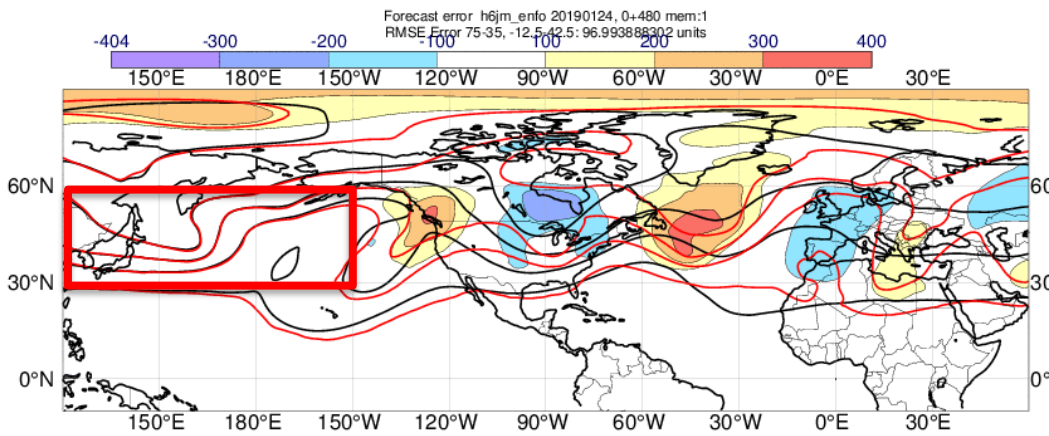 Forecast error h6jm_enfo 20190124, 0+480 mem:1
RMSE Error 75-35, -12.5-42.5: 96.993888302 units
-404 -300 -200 -100 100 200 300 400
150°E 180°E 150°W 120°W 90°W 60°W 30°W 0°E 30°E
60°N 60
30°N 30
0°N 0°
150°E 180°E 150°W 120°W 90°W 60°W 30°W 0°E 30°E